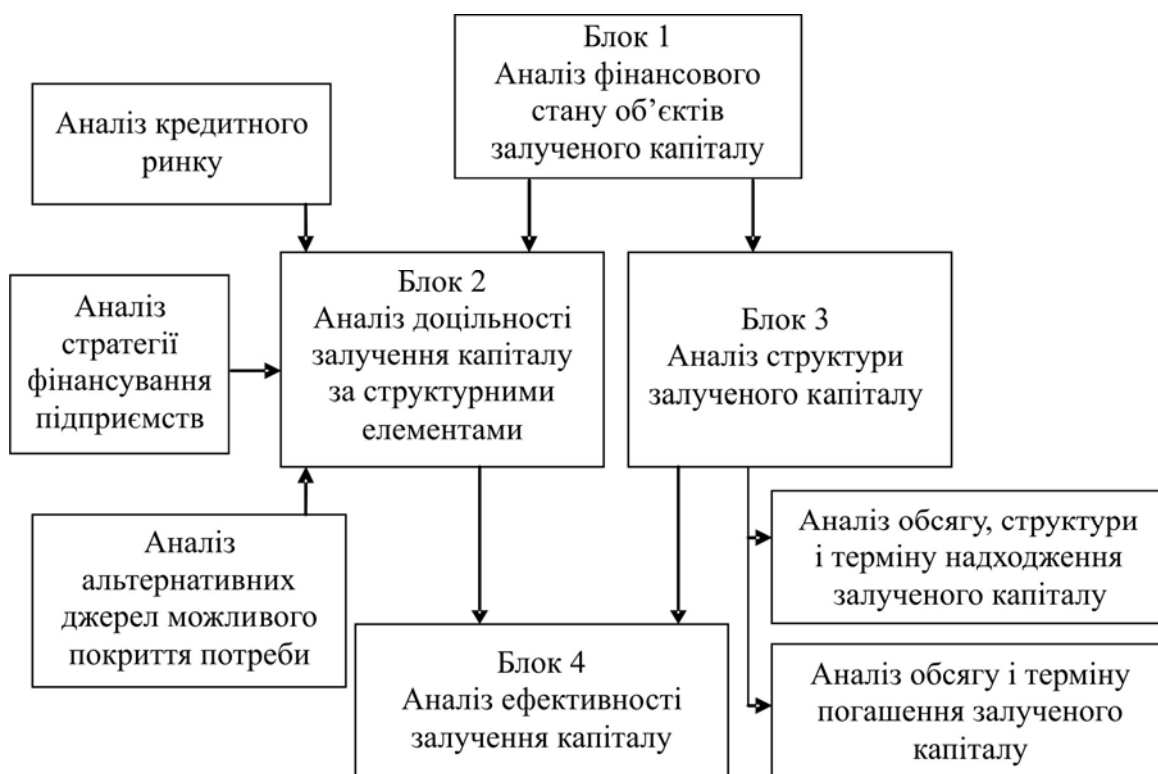 Блок 1
Аналіз фінансового
стану об’єктів
залученого капіталу
Аналіз кредитного
ринку
Блок 2
Аналіз доцільності
залучення капіталу
за структурними
елементами
Блок 3
Аналіз структури
залученого капіталу
Аналіз
стратегії
фінансування
підприємств
Аналіз
альтернативних
джерел можливого
покриття потреби
Аналіз обсягу, структури
і терміну надходження
залученого капіталу
Блок 4
Аналіз ефективності
залучення капіталу
Аналіз обсягу і терміну
погашення залученого
капіталу